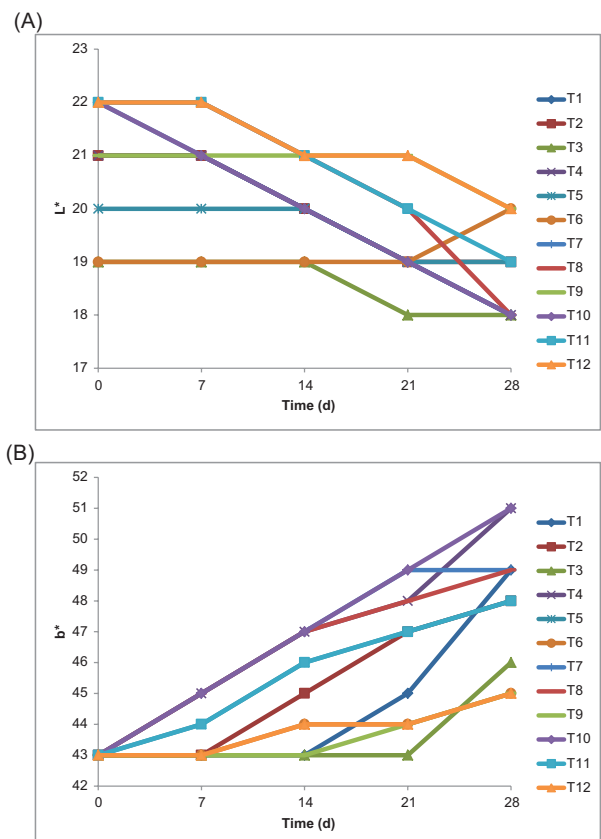 (A)
23
22
21
20
19
18
17
L*
0 7 14 21 28
Time (d)
T1
T2
T3
T4
T5
T6
T7
T8
T9
T10
T11
T12
(B)
52
51
50
49
48
47
46
45
44
43
42
b*
0 7 14 21 28
Time (d)
T1
T2
T3
T4
T5
T6
T7
T8
T9
T10
T11
T12